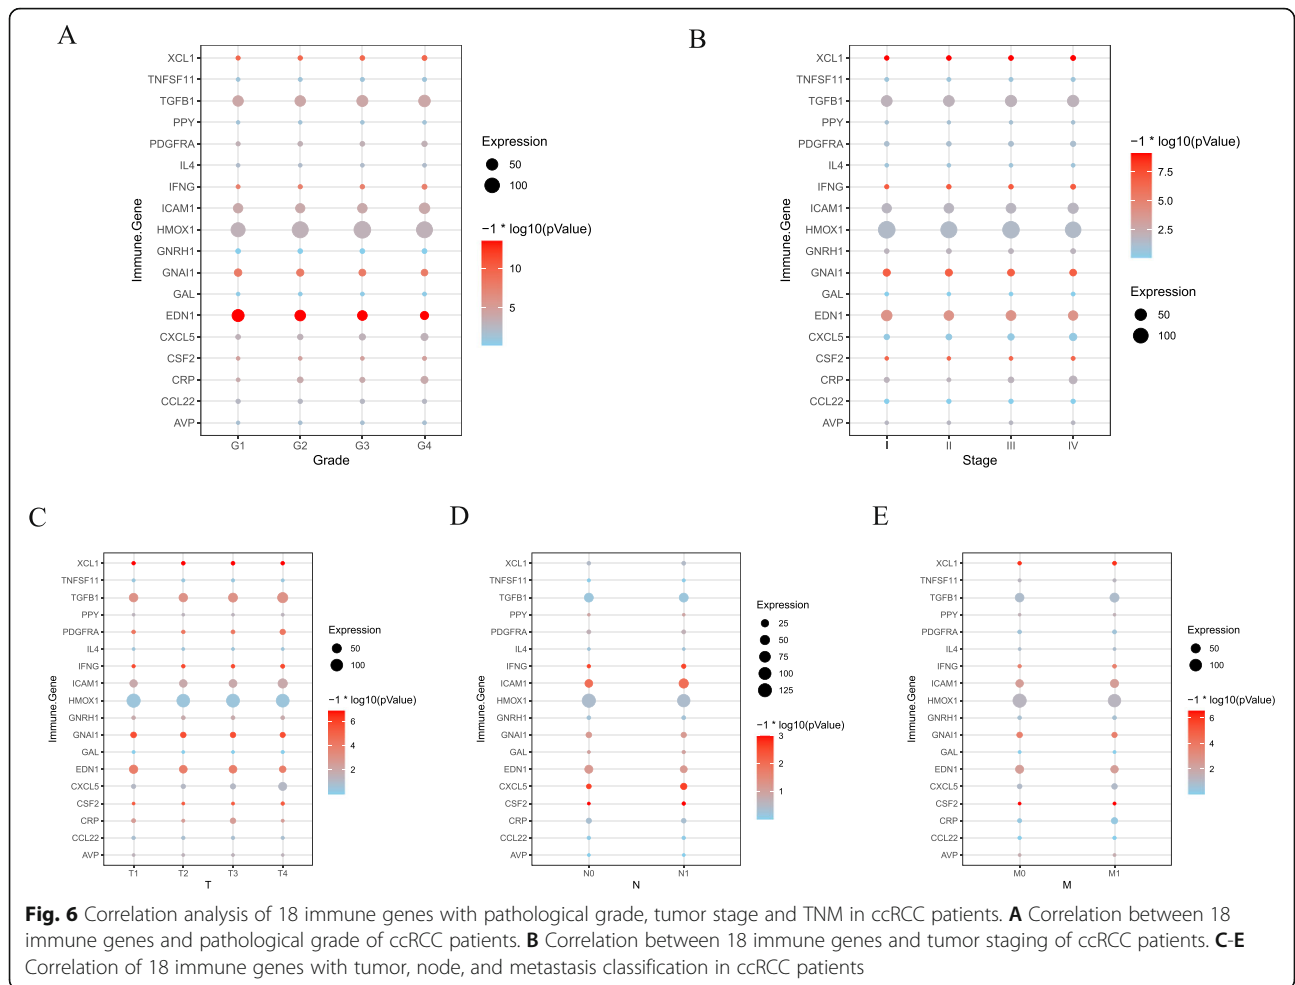 A
XCL1
TNFSF11
TGFB1
PPY
PDGFRA
IL4
IFNG
ICAM1
HMOX1
GNRH1
GNAI1
GAL
EDN1
CXCL5
CSF2
CRP
CCL22
AVP
Immune.Gene
G1 G2 G3 G4
Grade
Expression
50
100
−1 * log10(pValue)
10
5
B
XCL1
TNFSF11
TGFB1
PPY
PDGFRA
IL4
IFNG
ICAM1
HMOX1
GNRH1
GNAI1
GAL
EDN1
CXCL5
CSF2
CRP
CCL22
AVP
Immune.Gene
I II III IV
Stage
−1 * log10(pValue)
7.5
5.0
2.5
Expression
50
100
C
XCL1
TNFSF11
TGFB1
PPY
PDGFRA
IL4
IFNG
ICAM1
HMOX1
GNRH1
GNAI1
GAL
EDN1
CXCL5
CSF2
CRP
CCL22
AVP
Immune.Gene
T1 T2 T3 T4
T
Expression
50
100
−1 * log10(pValue)
6
4
2
D
XCL1
TNFSF11
TGFB1
PPY
PDGFRA
IL4
IFNG
ICAM1
HMOX1
GNRH1
GNAI1
GAL
EDN1
CXCL5
CSF2
CRP
CCL22
AVP
Immune.Gene
N0 N1
N
Expression
25
50
75
100
125
−1 * log10(pValue)
3
2
1
E
XCL1
TNFSF11
TGFB1
PPY
PDGFRA
IL4
IFNG
ICAM1
HMOX1
GNRH1
GNAI1
GAL
EDN1
CXCL5
CSF2
CRP
CCL22
AVP
Immune.Gene
M0 M1
M
Expression
50
100
−1 * log10(pValue)
6
4
2
Fig. 6 Correlation analysis of 18 immune genes with pathological grade, tumor stage and TNM in ccRCC patients. A Correlation between 18
immune genes and pathological grade of ccRCC patients. B Correlation between 18 immune genes and tumor staging of ccRCC patients. C-E
Correlation of 18 immune genes with tumor, node, and metastasis classification in ccRCC patients